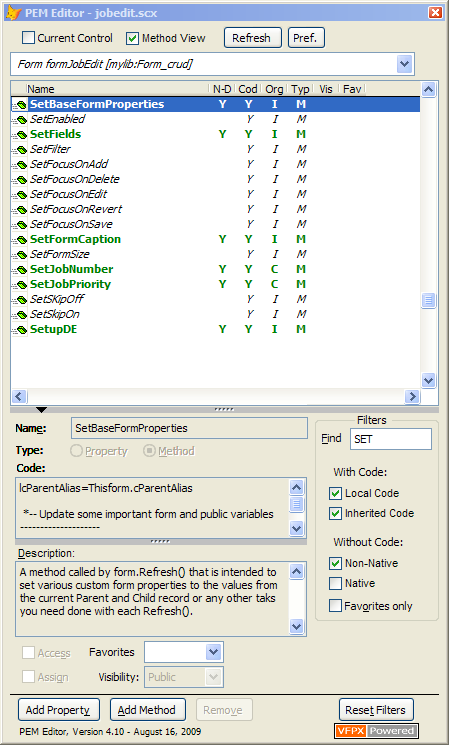 PEM Editor - jobedit.scx
Current Control Method View Refresh Pref.
Form formJobEdit [mylib:Form_crud]
Name N-D Cod Org Typ Vis Fav
SetBaseFormProperties Y Y I M
SetEnabled Y I M
SetFields Y Y I M
SetFilter Y I M
SetFocusOnAdd Y I M
SetFocusOnDelete Y I M
SetFocusOnEdit Y I M
SetFocusOnRevert Y I M
SetFocusOnSave Y I M
SetFormCaption Y Y I M
SetFormSize Y I M
SetJobNumber Y Y C M
SetJobPriority Y Y C M
SetSKipOff Y I M
SetSkipOn Y I M
SetupDE Y Y I M
Name: SetBaseFormProperties
Type: Property Method
Code:
lcParentAlias=Thisform.cParentAlias
*-- Update some important form and public variables
--------------------
Description:
A method called by form.Refresh() that is intended to
set various custom form properties to the values from
the current Parent and Child record or any other taks
you need done with each Refresh().
Access Favorites
Assign Visibility: Public
Filters
Find SET
With Code:
Local Code
Inherited Code
Without Code:
Non-Native
Native
Favorites only
Add Property Add Method Remove Reset Filters
PEM Editor, Version 4.10 - August 16, 2009 VFPX Powered